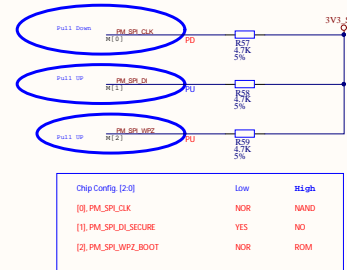 3V3_S
Pull Down
PM_SPI_CLK
M[0]
PD
R57
4.7K
5%
Pull UP
PM_SPI_DI
M[1]
PU
R58
4.7K
5%
Pull UP
PM_SPI_WPZ
M[2]
PU
R59
4.7K
5%
Chip Config. [2:0] Low High
[0], PM_SPI_CLK NOR NAND
[1], PM_SPI_DI_SECURE YES NO
[2], PM_SPI_WPZ_BOOT NOR ROM